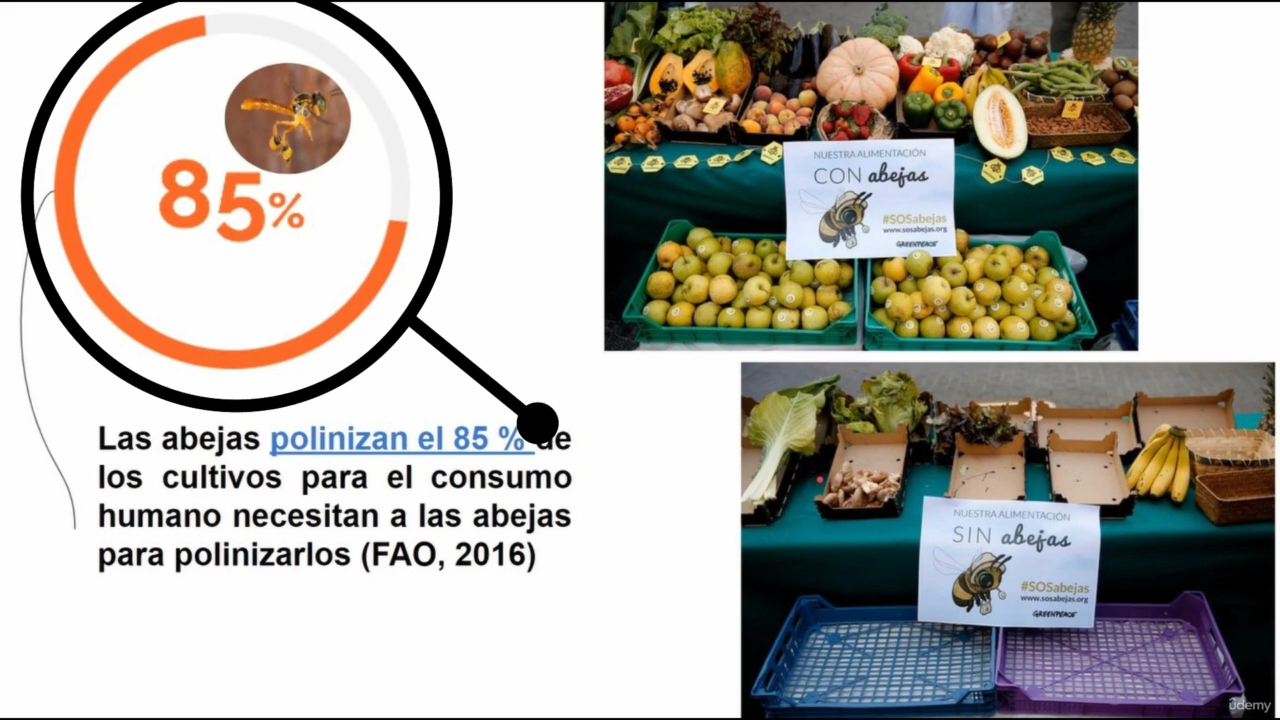 85%
Las abejas polinizan el 85 % de
los cultivos para el consumo
humano necesitan a las abejas
para polinizarlos (FAO, 2016)
NUESTRA ALIMENTACIÓN
CON abejas
#SOSabejas
www.sosabejas.org
GREENPEACE
NUESTRA ALIMENTACIÓN
SIN abejas
#SOSabejas
www.sosabejas.org
GREENPEACE
udemy